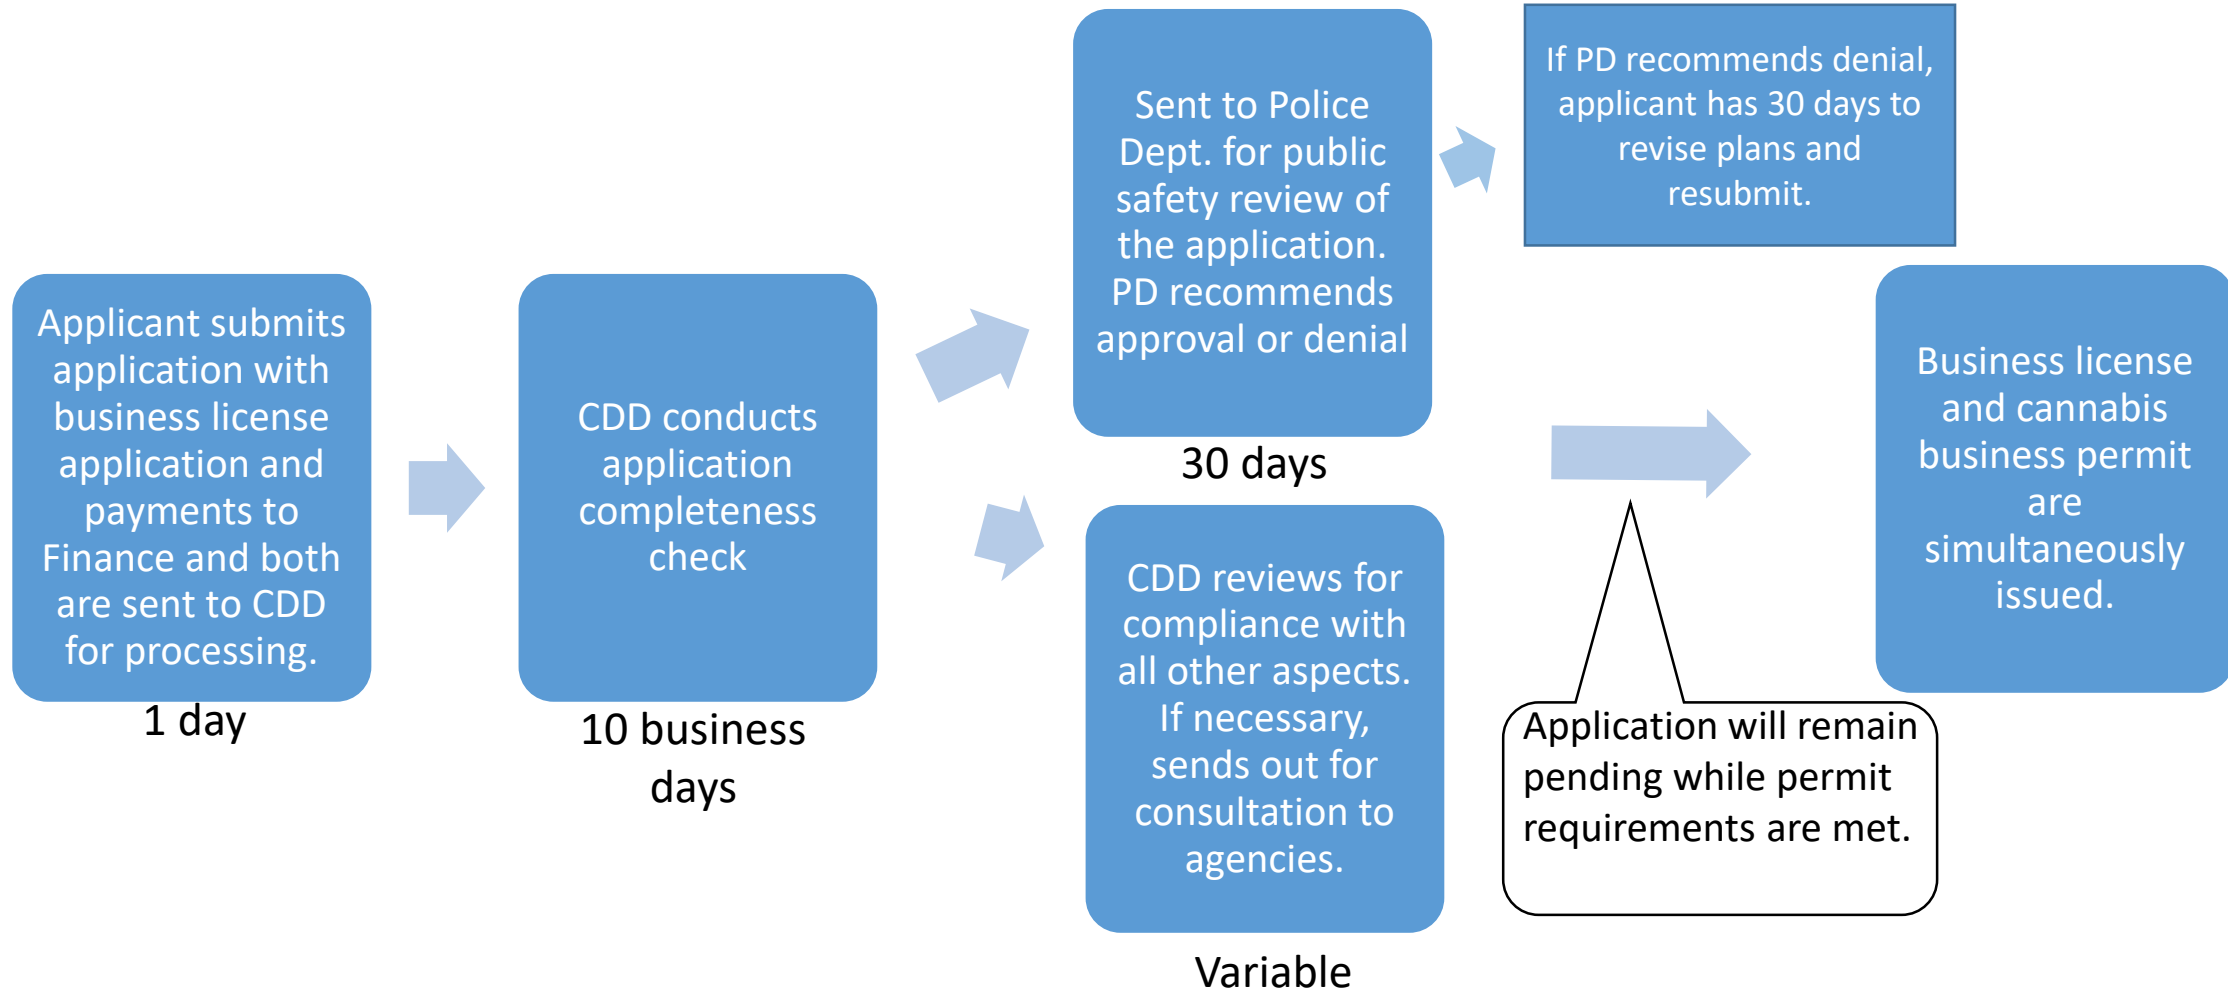 Applicant submits
application with
business license
application and
payments to
Finance and both
are sent to CDD
for processing.
1 day
CDD conducts
application
completeness
check
10 business
days
Sent to Police
Dept. for public
safety review of
the application.
PD recommends
approval or denial
30 days
If PD recommends denial,
applicant has 30 days to
revise plans and
resubmit.
CDD reviews for
compliance with
all other aspects.
If necessary,
sends out for
consultation to
agencies.
Variable
Application will remain
pending while permit
requirements are met.
Business license
and cannabis
business permit
are
simultaneously
issued.